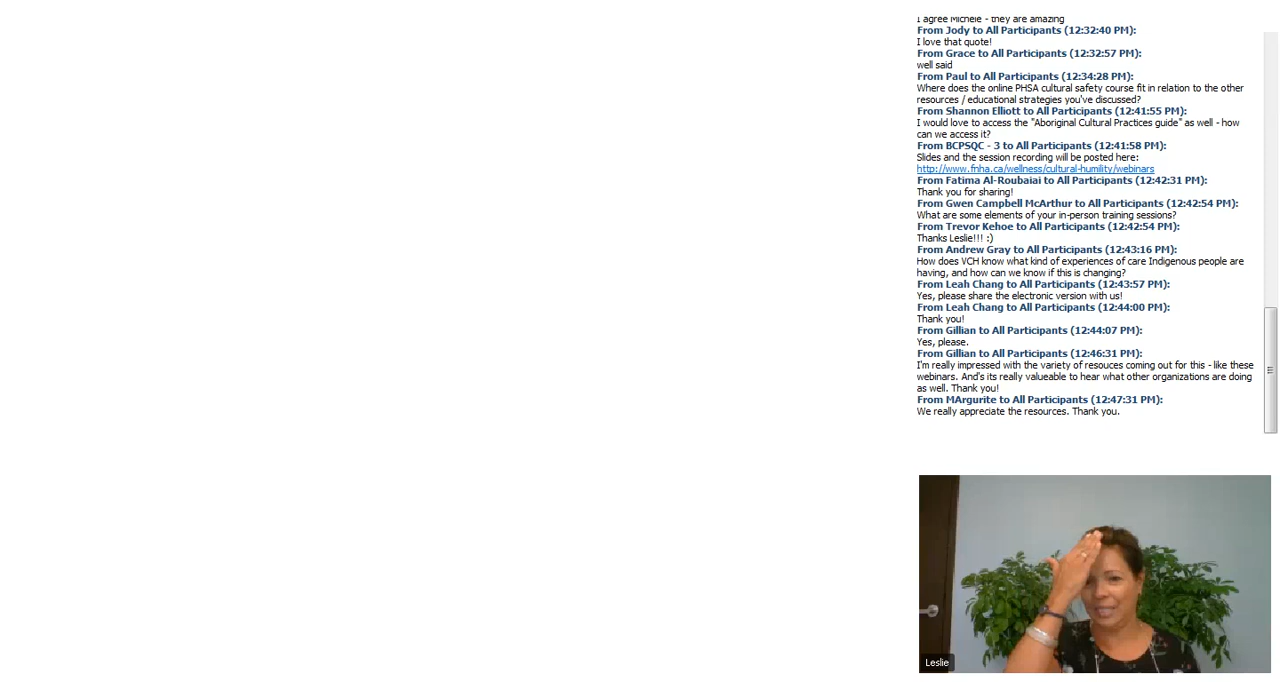 I agree Michele - they are amazing
From Jody to All Participants (12:32:40 PM):
I love that quote!
From Grace to All Participants (12:32:57 PM):
well said
From Paul to All Participants (12:34:28 PM):
Where does the online PHSA cultural safety course fit in relation to the other
resources / educational strategies you've discussed?
From Shannon Elliott to All Participants (12:41:55 PM):
I would love to access the "Aboriginal Cultural Practices guide" as well - how
can we access it?
From BCPSQC - 3 to All Participants (12:41:58 PM):
Slides and the session recording will be posted here:
http://www.fnha.ca/wellness/cultural-humility/webinars
From Fatima Al-Roubaiai to All Participants (12:42:31 PM):
Thank you for sharing!
From Gwen Campbell McArthur to All Participants (12:42:54 PM):
What are some elements of your in-person training sessions?
From Trevor Kehoe to All Participants (12:42:54 PM):
Thanks Leslie!!! :)
From Andrew Gray to All Participants (12:43:16 PM):
How does VCH know what kind of experiences of care Indigenous people are
having, and how can we know if this is changing?
From Leah Chang to All Participants (12:43:57 PM):
Yes, please share the electronic version with us!
From Leah Chang to All Participants (12:44:00 PM):
Thank you!
From Gillian to All Participants (12:44:07 PM):
Yes, please.
From Gillian to All Participants (12:46:31 PM):
I'm really impressed with the variety of resouces coming out for this - like these
webinars. And's its really valueable to hear what other organizations are doing
as well. Thank you!
From MArgurite to All Participants (12:47:31 PM):
We really appreciate the resources. Thank you.
Leslie